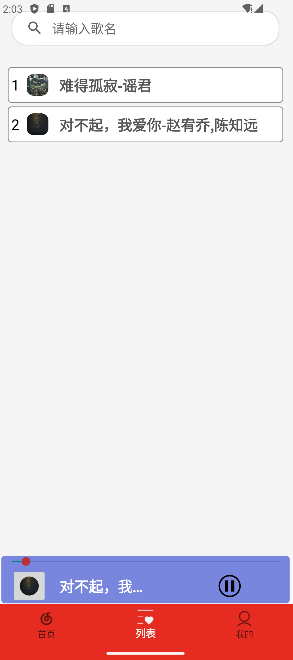 2:03
请输入歌名
1 难得孤寂-谣君
2 对不起，我爱你-赵宥乔,陈知远
对不起，我...
首页 列表 我的